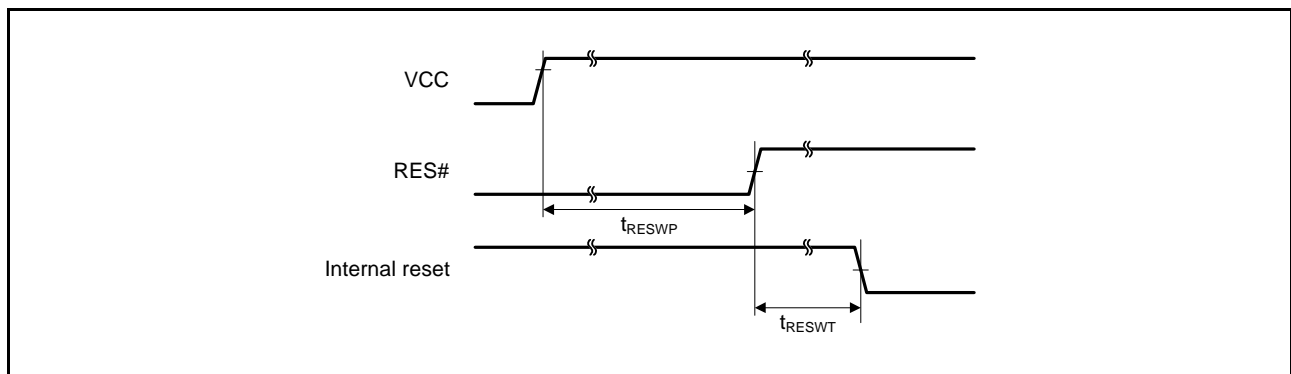 VCC
RES#
tRESWP
Internal reset
tRESWT